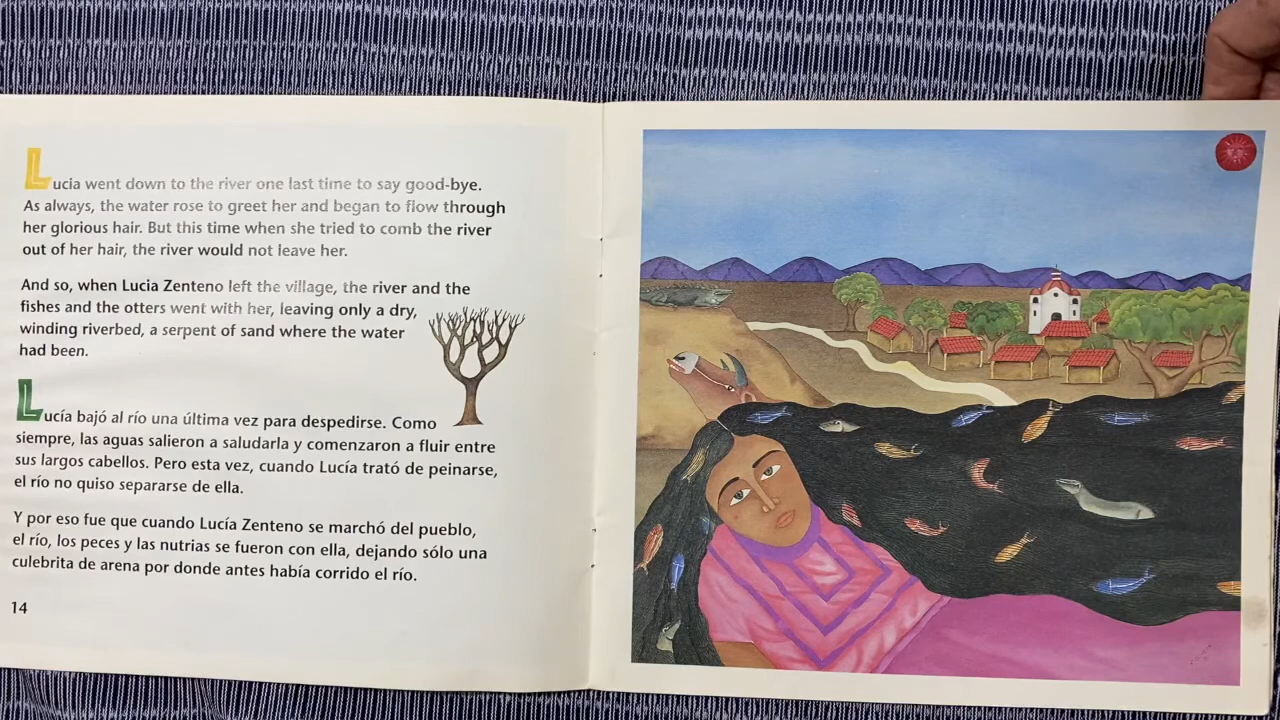 Lucia went down to the river one last time to say good-bye.
As always, the water rose to greet her and began to flow through
her glorious hair. But this time when she tried to comb the river
out of her hair, the river would not leave her.
And so, when Lucia Zenteno left the village, the river and the
fishes and the otters went with her, leaving only a dry,
winding riverbed, a serpent of sand where the water
had been.
Lucía bajó al río una última vez para despedirse. Como
siempre, las aguas salieron a saludarla y comenzaron a fluir entre
sus largos cabellos. Pero esta vez, cuando Lucía trató de peinarse,
el río no quiso separarse de ella.
Y por eso fue que cuando Lucía Zenteno se marchó del pueblo,
el río, los peces y las nutrias se fueron con ella, dejando sólo una
culebrita de arena por donde antes había corrido el río.
14